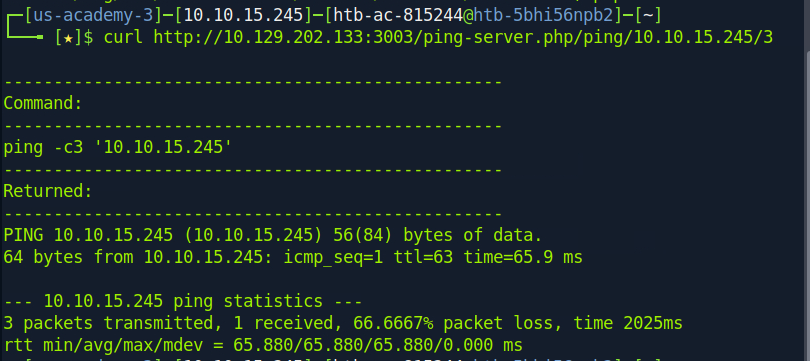 ┌─[us-academy-3]─[10.10.15.245]─[htb-ac-815244@htb-5bhi56npb2]─[~]
└──╼ [★]$ curl http://10.129.202.133:3003/ping-server.php/ping/10.10.15.245/3
--------------------------------------------------
Command:
--------------------------------------------------
ping -c3 '10.10.15.245'
--------------------------------------------------
Returned:
--------------------------------------------------
PING 10.10.15.245 (10.10.15.245) 56(84) bytes of data.
64 bytes from 10.10.15.245: icmp_seq=1 ttl=63 time=65.9 ms
--- 10.10.15.245 ping statistics ---
3 packets transmitted, 1 received, 66.6667% packet loss, time 2025ms
rtt min/avg/max/mdev = 65.880/65.880/65.880/0.000 ms